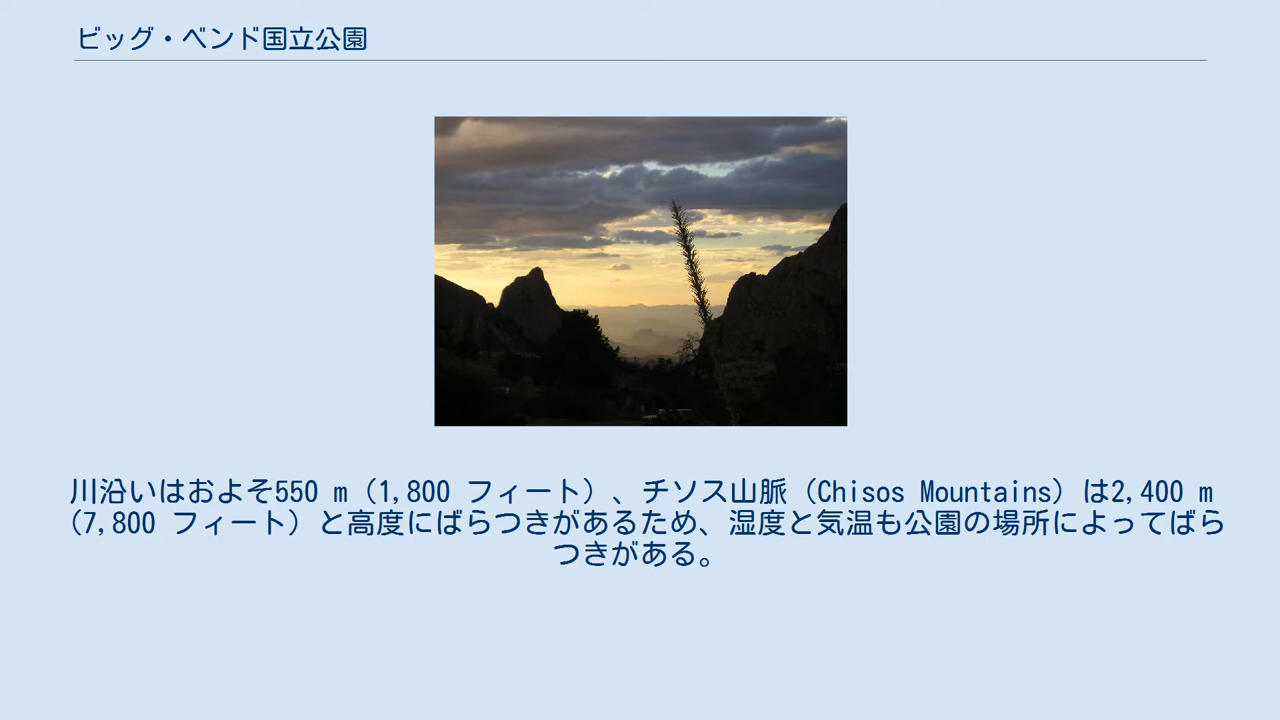 ビッグ・ベンド国立公園
川沿いはおよそ550 m（1,800 フィート）、チソス山脈（Chisos Mountains）は2,400 m
（7,800 フィート）と高度にばらつきがあるため、湿度と気温も公園の場所によってばら
つきがある。